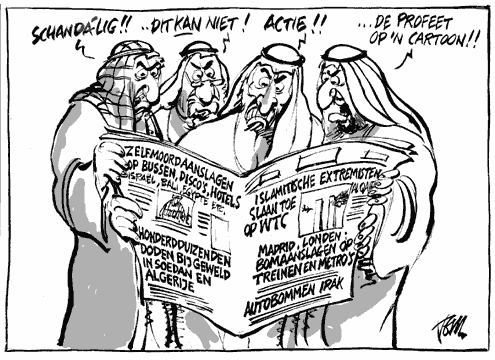 SCHANDÁLIG!!
..DIT KAN NIET!
ACTIE!!
...DE PROFEET
OP 'N CARTOON!!
ZELFMOORDAANSLAGEN
OP BUSSEN, DISCO'S, HOTELS
ISRAEL, BALI, EGYPTE ETC.
HONDERDDUIZENDEN
DODEN BIJ GEWELD
IN SOEDAN EN
ALGERIJE
ISLAMITISCHE EXTREMISTEN
SLAAN TOE
OP WTC
MADRID, LONDEN:
BOMAANSLAGEN OP
TREINEN EN METRO'S
AUTOBOMMEN IRAK